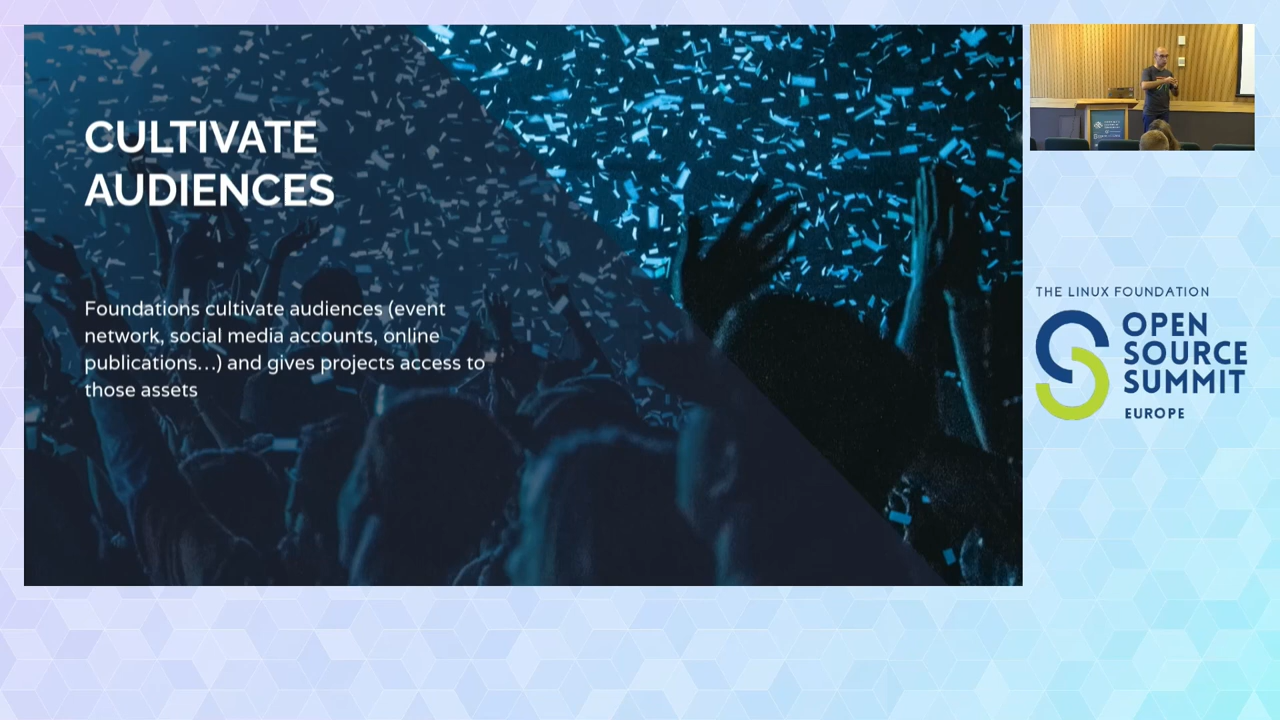 CULTIVATE
AUDIENCES
Foundations cultivate audiences (event
network, social media accounts, online
publications...) and gives projects access to
those assets
THE LINUX FOUNDATION
OPEN
SOURCE
SUMMIT
EUROPE